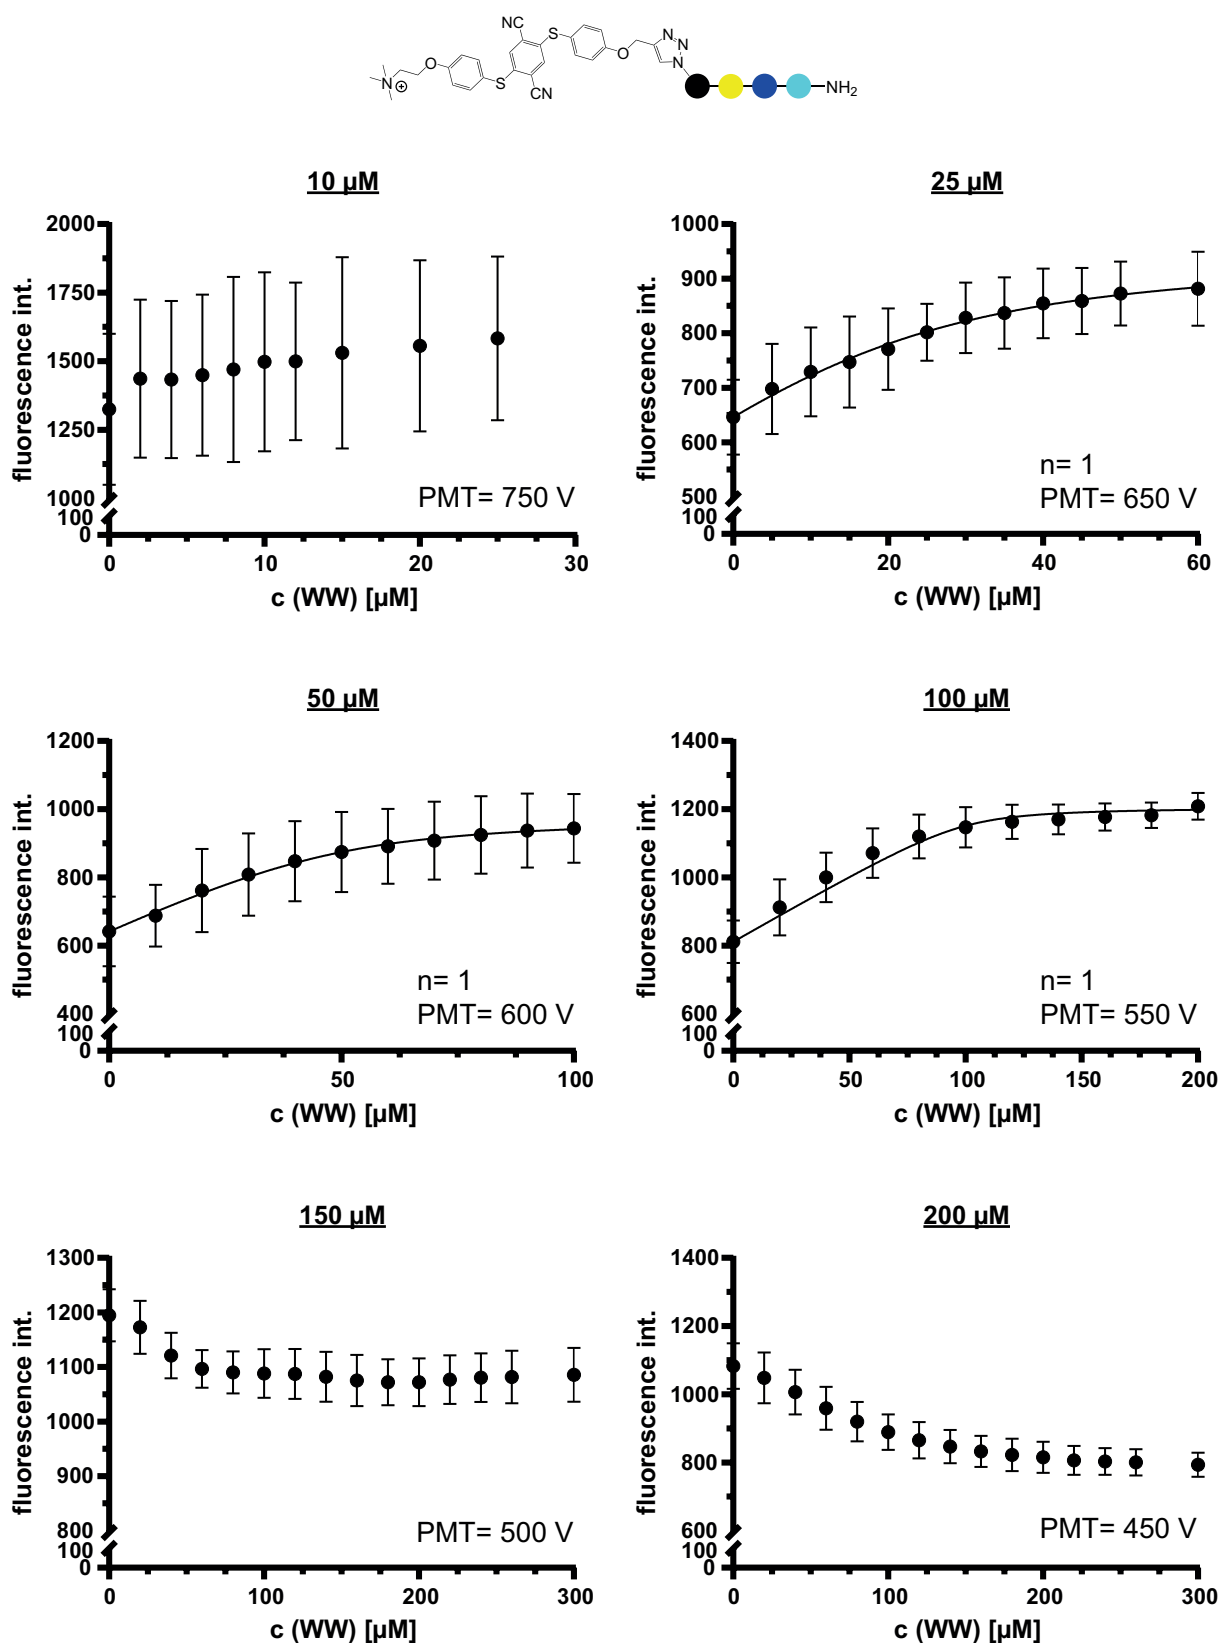 NC
S
N
N
O
N
O
N
⊕
S
CN
NH2
10 µM
fluorescence int.
2000
1750
1500
1250
1000
100
0
PMT= 750 V
0 10 20 30
c (WW) [µM]
25 µM
fluorescence int.
1000
900
800
700
600
500
100
0
n= 1
PMT= 650 V
0 20 40 60
c (WW) [µM]
50 µM
fluorescence int.
1200
1000
800
600
400
100
0
n= 1
PMT= 600 V
0 50 100
c (WW) [µM]
100 µM
fluorescence int.
1400
1200
1000
800
600
100
0
n= 1
PMT= 550 V
0 50 100 150 200
c (WW) [µM]
150 µM
fluorescence int.
1300
1200
1100
1000
900
800
100
0
PMT= 500 V
0 100 200 300
c (WW) [µM]
200 µM
fluorescence int.
1400
1200
1000
800
600
100
0
PMT= 450 V
0 100 200 300
c (WW) [µM]